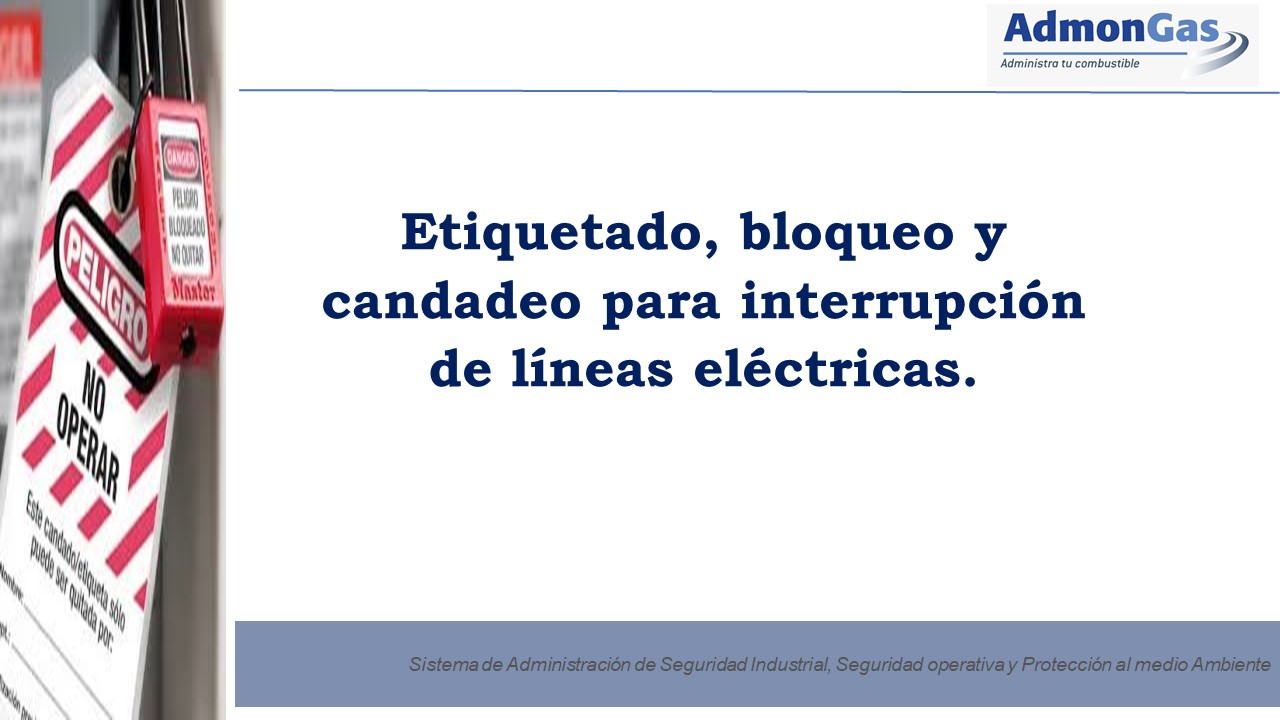 AdmonGas
Administra tu combustible
Etiquetado, bloqueo y
candadeo para interrupción
de líneas eléctricas.
DANGER
PELIGRO
BLOQUEADO
NO QUITAR
Master
PELIGRO
NO
OPERAR
Este candado/etiqueta sólo
puede ser quitada por:
Nombre:
Sistema de Administración de Seguridad Industrial, Seguridad operativa y Protección al medio Ambiente